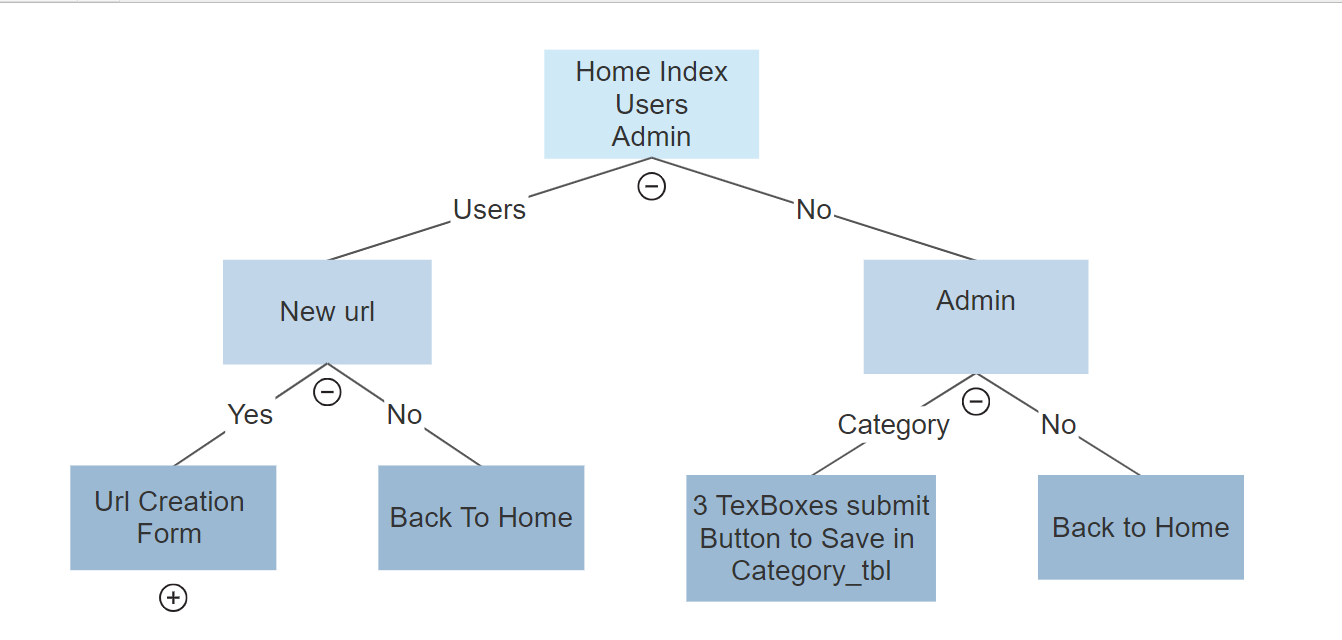 Home Index
Users
Admin
Users
No
New url
Admin
Yes
No
Category
No
Url Creation
Form
Back To Home
3 TexBoxes submit
Button to Save in
Category_tbl
Back to Home